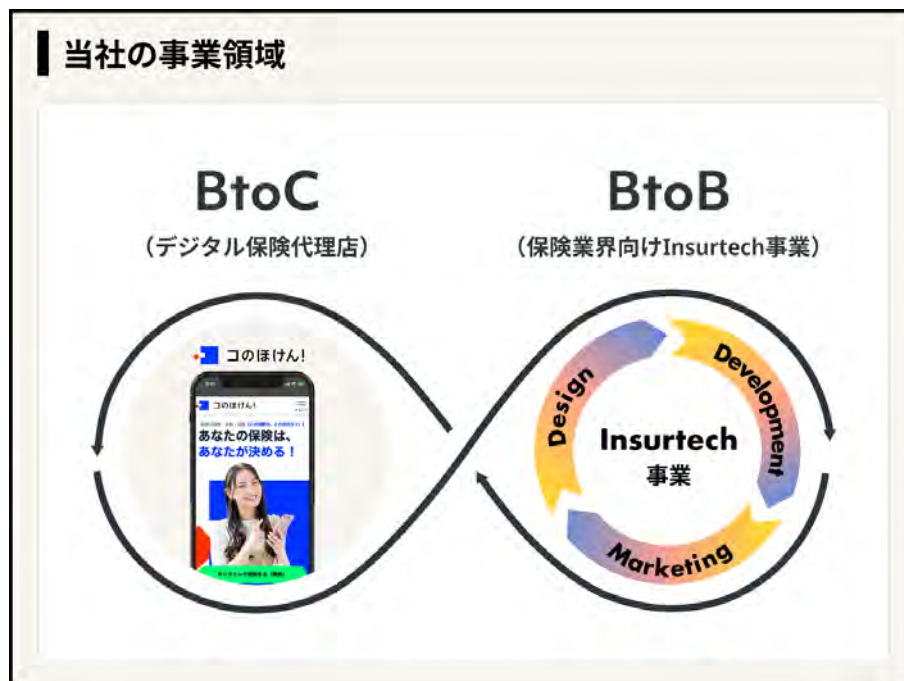 当社の事業領域
BtoC
(デジタル保険代理店)
BtoB
(保険業界向けInsurtech事業)
コのほけん!
コのほけん!
あなたの保険は、
あなたが決める!
Design
Development
Marketing
Insurtech
事業